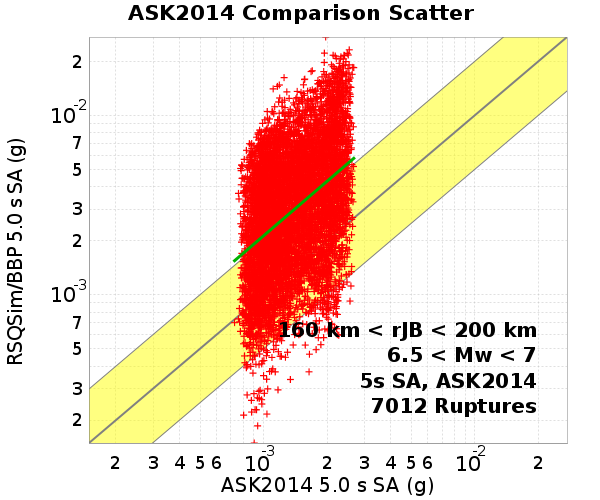 ASK2014 Comparison Scatter
RSQSim/BBP 5.0 s SA (g)
2
10-2
7
5
3
2
10-3
7
5
3
2
160 km < rJB < 200 km
6.5 < Mw < 7
5s SA, ASK2014
7012 Ruptures
2 3 4 5 6 10-3 2 3 4 5 6 10-2 2
ASK2014 5.0 s SA (g)